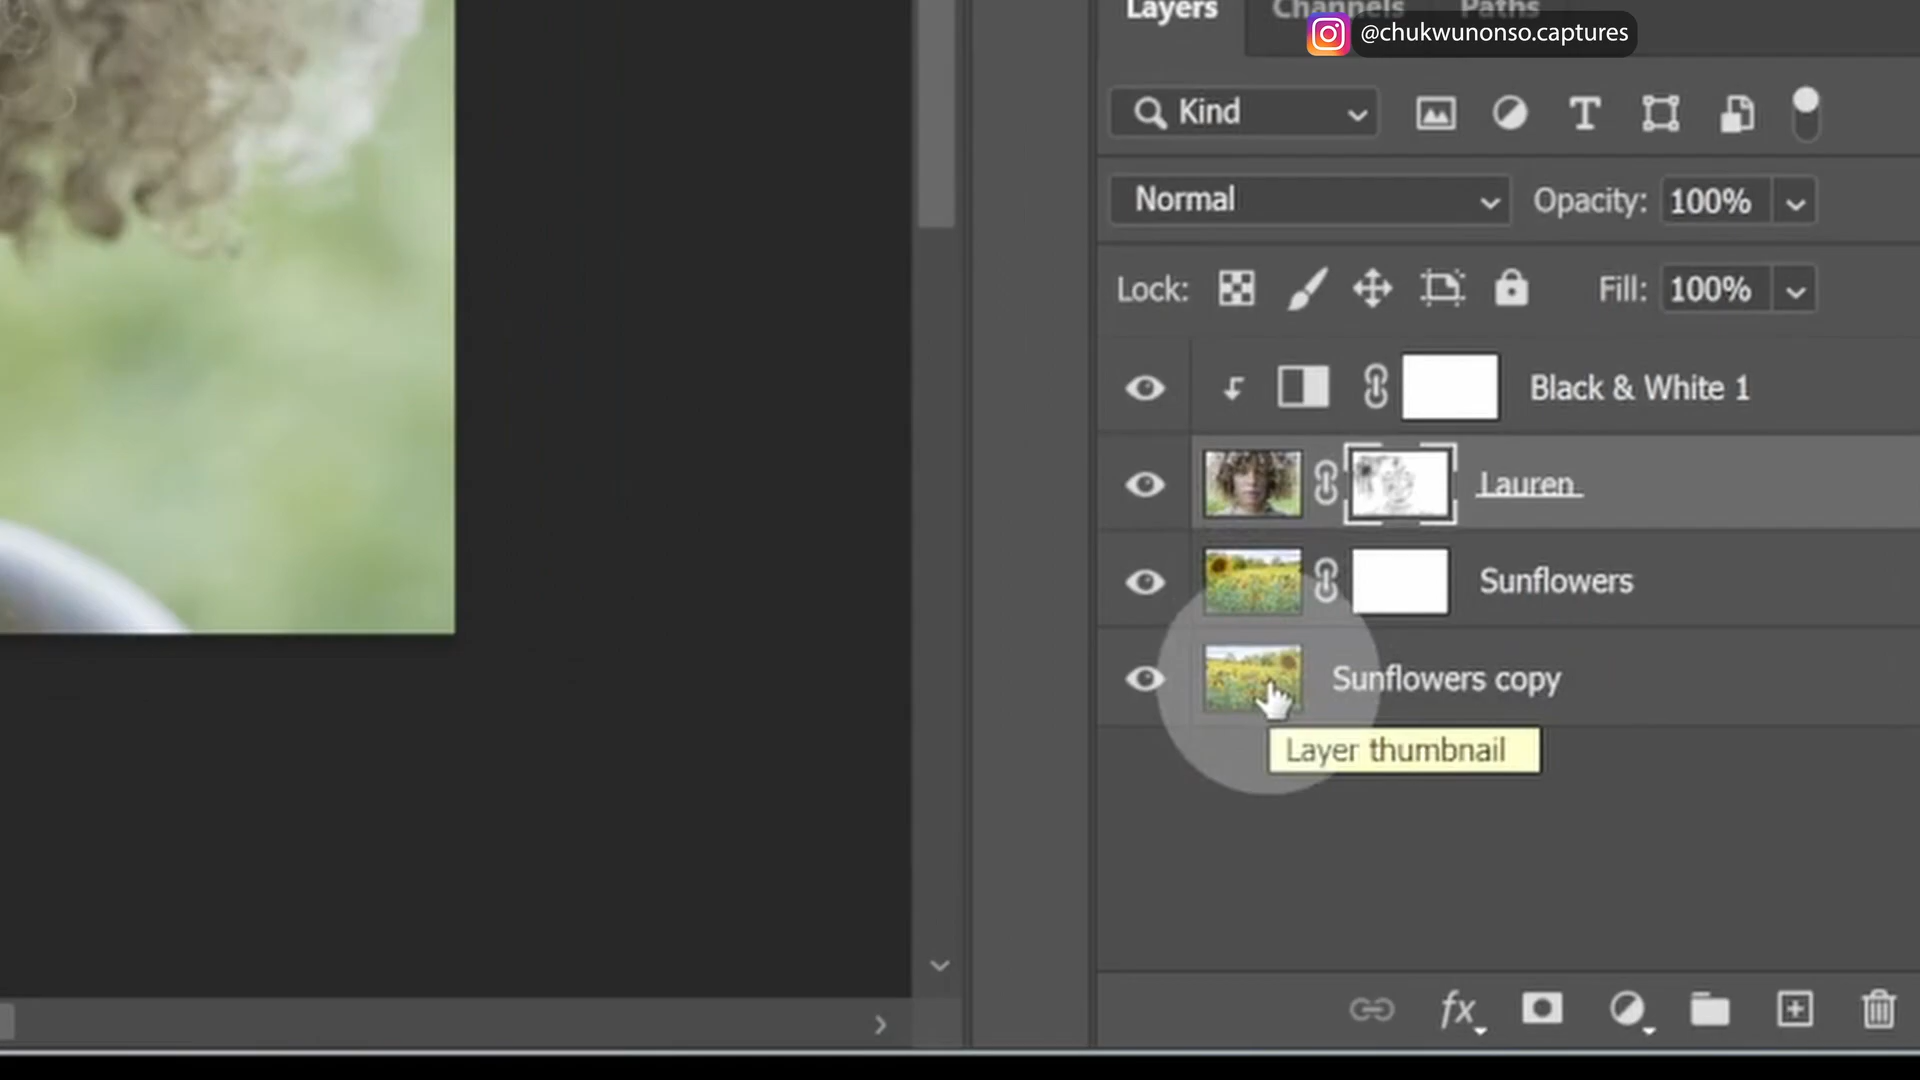 Layers Channels Paths
@chukwunonso.captures
Kind
Normal Opacity: 100%
Lock: Fill: 100%
Black & White 1
Lauren
Sunflowers
Sunflowers copy
Layer thumbnail
fx